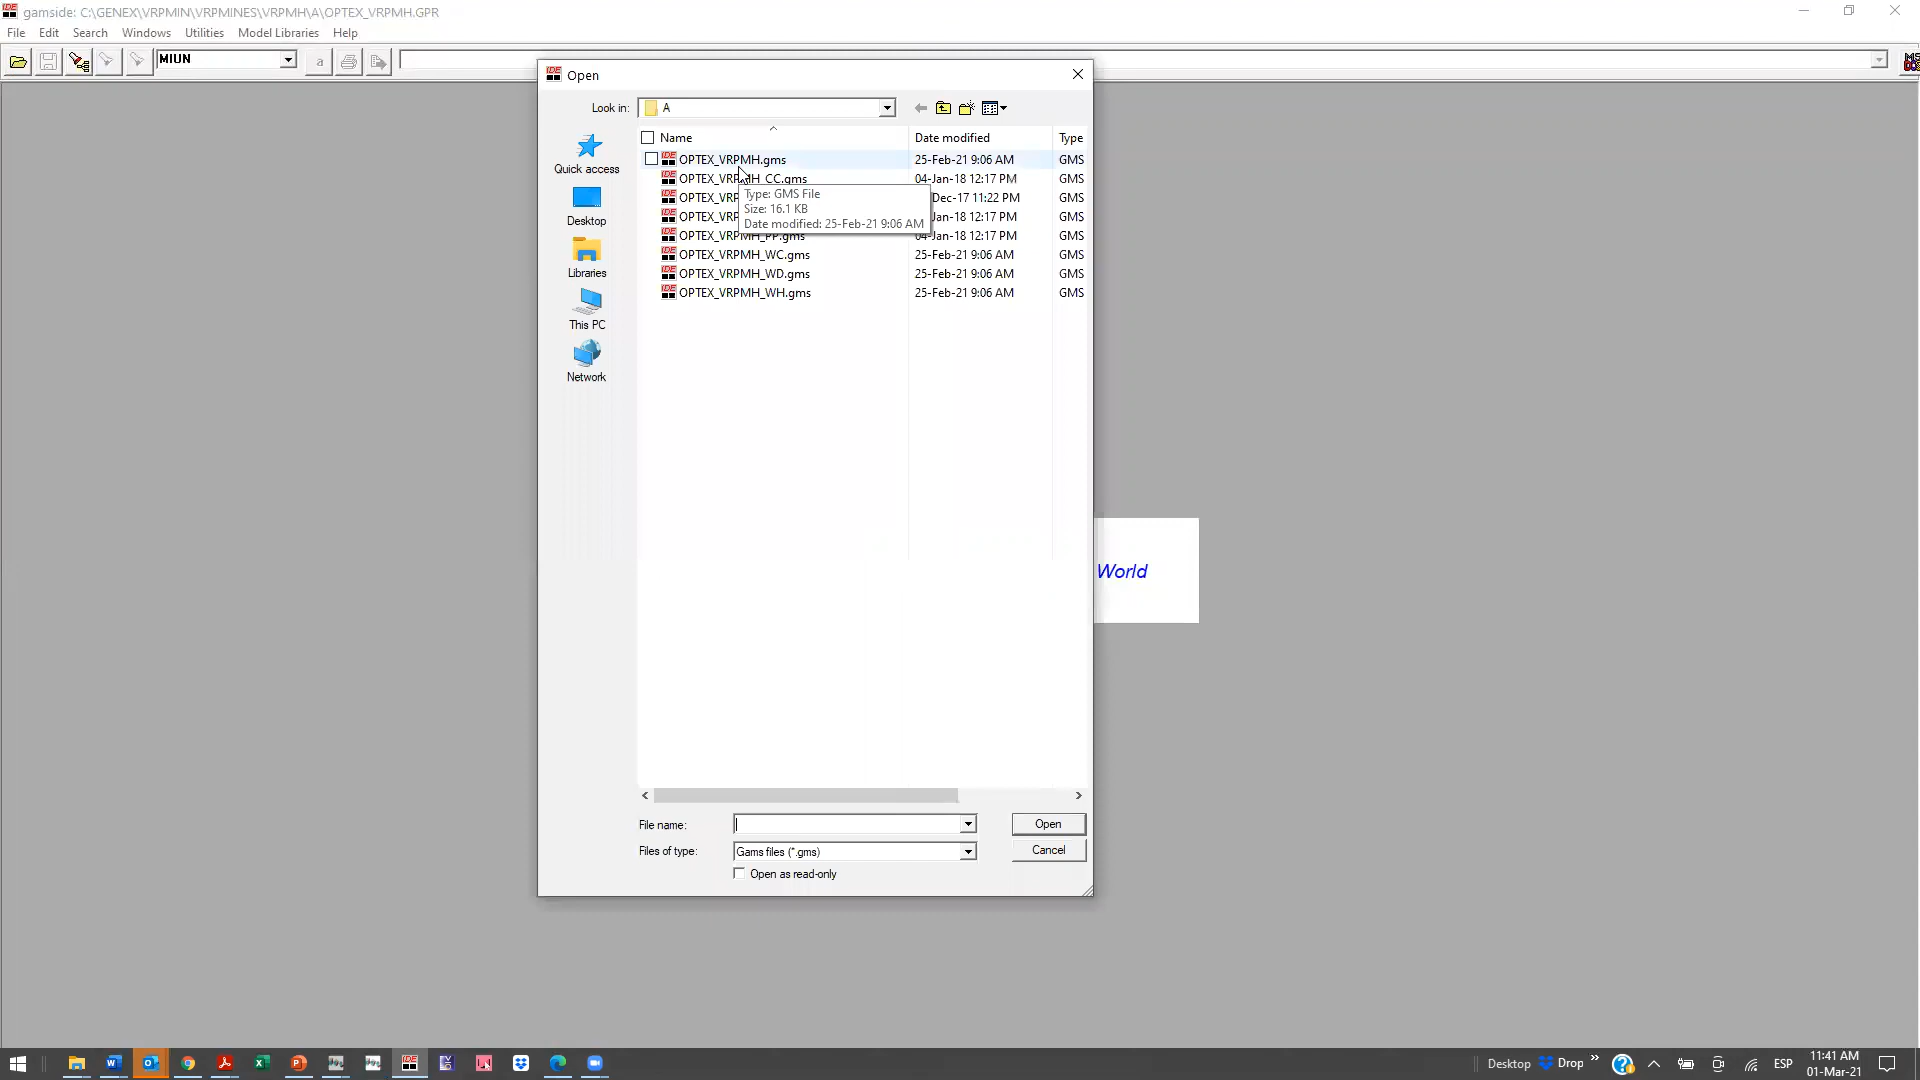 gamside: C:\GENEX\VRPMIN\VRPMINES\VRPMH\A\OPTEX_VRPMH.GPR
File Edit Search Windows Utilities Model Libraries Help
MIUN
a
Open
Look in: A
Name Date modified Type
OPTEX_VRPMH.gms 25-Feb-21 9:06 AM GMS
OPTEX_VRPMH_CC.gms 04-Jan-18 12:17 PM GMS
OPTEX_VRP Dec-17 11:22 PM GMS
OPTEX_VRP Jan-18 12:17 PM GMS
OPTEX_VRPMH_PP.gms 04-Jan-18 12:17 PM GMS
OPTEX_VRPMH_WC.gms 25-Feb-21 9:06 AM GMS
OPTEX_VRPMH_WD.gms 25-Feb-21 9:06 AM GMS
OPTEX_VRPMH_WH.gms 25-Feb-21 9:06 AM GMS
Type: GMS File
Size: 16.1 KB
Date modified: 25-Feb-21 9:06 AM
Quick access
Desktop
Libraries
This PC
Network
World
File name:
Open
Files of type: Gams files (*.gms)
Cancel
Open as read-only
Desktop
Drop
ESP
11:41 AM
01-Mar-21